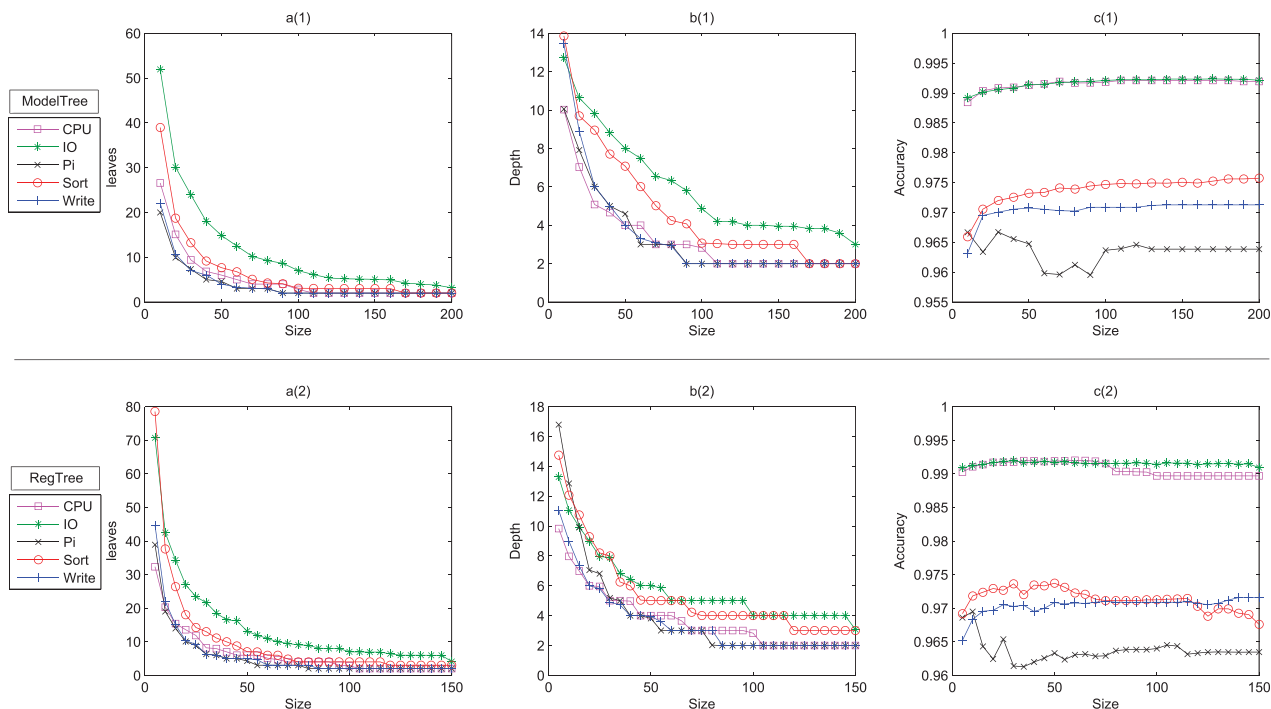 a(1)
b(1)
c(1)
ModelTree
CPU
IO
Pi
Sort
Write
leaves
60
50
40
30
20
10
0
0 50 100 150 200
Size
Depth
14
12
10
8
6
4
2
0
0 50 100 150 200
Size
Accuracy
1
0.995
0.99
0.985
0.98
0.975
0.97
0.965
0.96
0.955
0 50 100 150 200
Size
a(2)
b(2)
c(2)
RegTree
CPU
IO
Pi
Sort
Write
leaves
80
70
60
50
40
30
20
10
0
0 50 100 150
Size
Depth
18
16
14
12
10
8
6
4
2
0
0 50 100 150
Size
Accuracy
1
0.995
0.99
0.985
0.98
0.975
0.97
0.965
0.96
0 50 100 150
Size